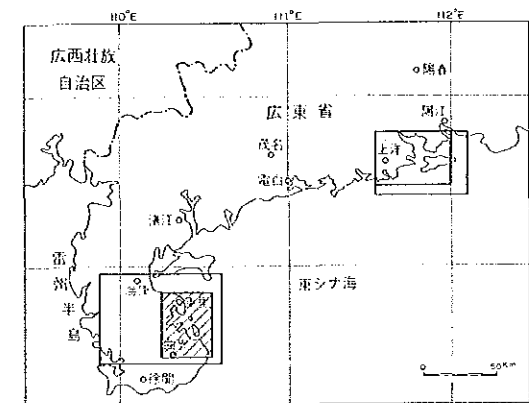 110°E
111°E
112°E
広西壮族
自治区
陽春
広東省
陽江
茂名
上洋
電白
湛江
雷
州
半
島
東シナ海
徐聞
0
50Km